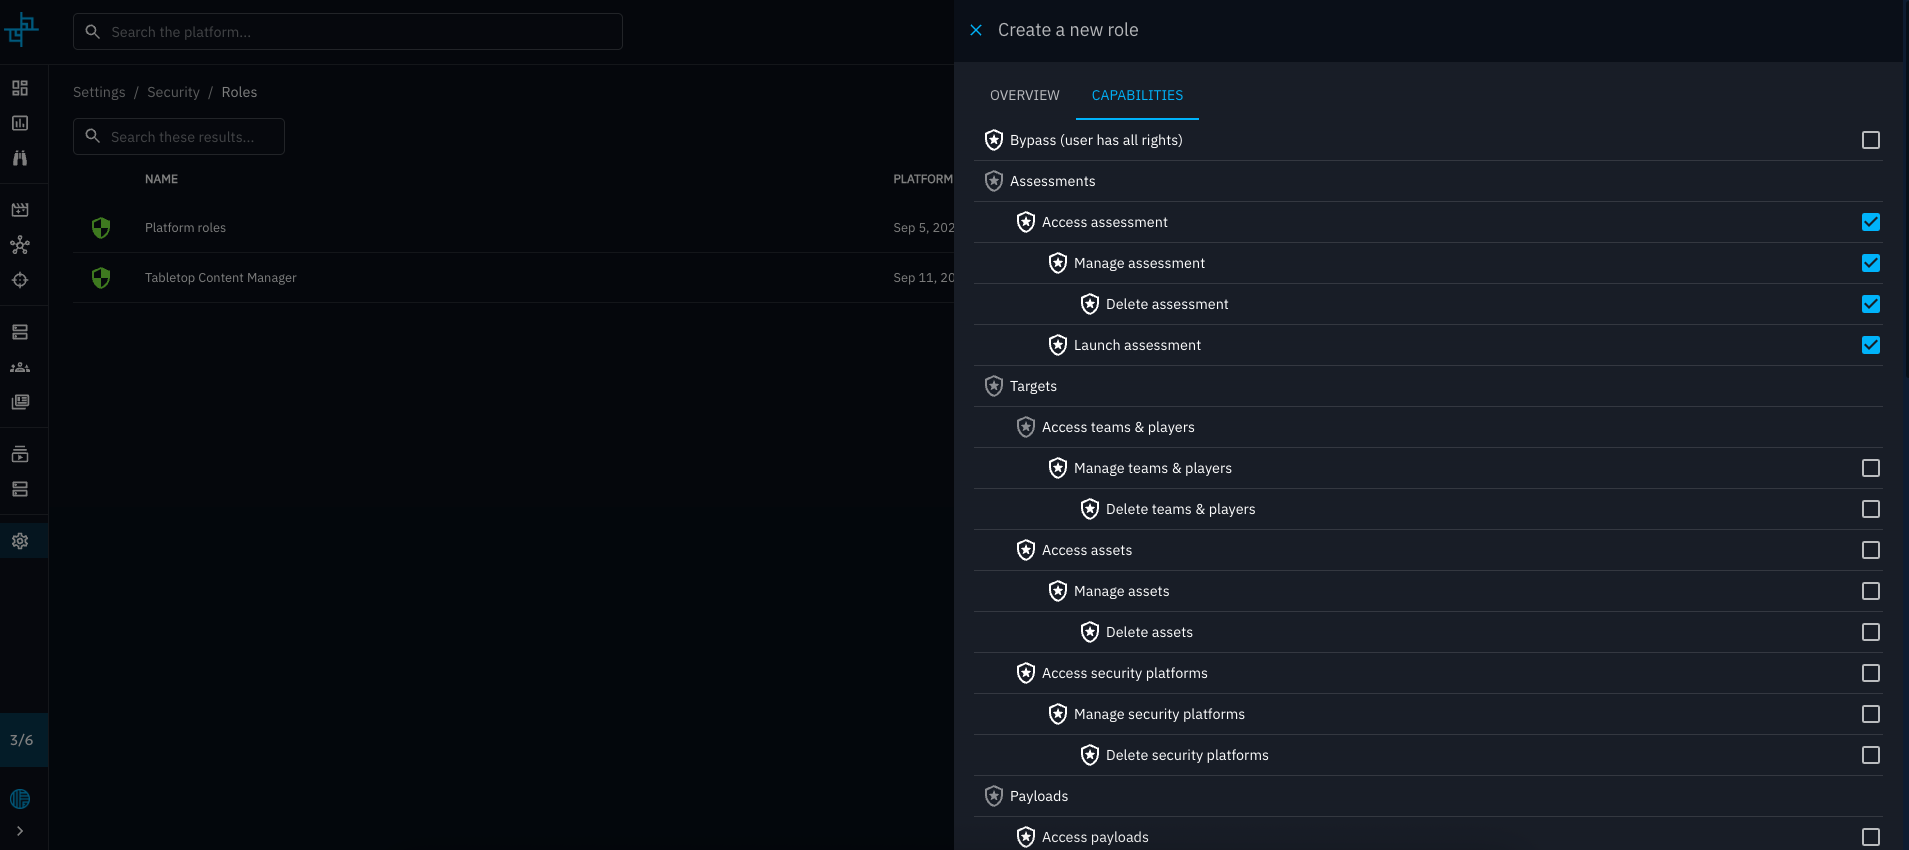 Search the platform...
Settings / Security / Roles
Search these results...
NAME
PLATFORM
Platform roles
Sep 5, 202
Tabletop Content Manager
Sep 11, 20
3/6
Create a new role
OVERVIEW
CAPABILITIES
Bypass (user has all rights)
Assessments
Access assessment
Manage assessment
Delete assessment
Launch assessment
Targets
Access teams & players
Manage teams & players
Delete teams & players
Access assets
Manage assets
Delete assets
Access security platforms
Manage security platforms
Delete security platforms
Payloads
Access payloads